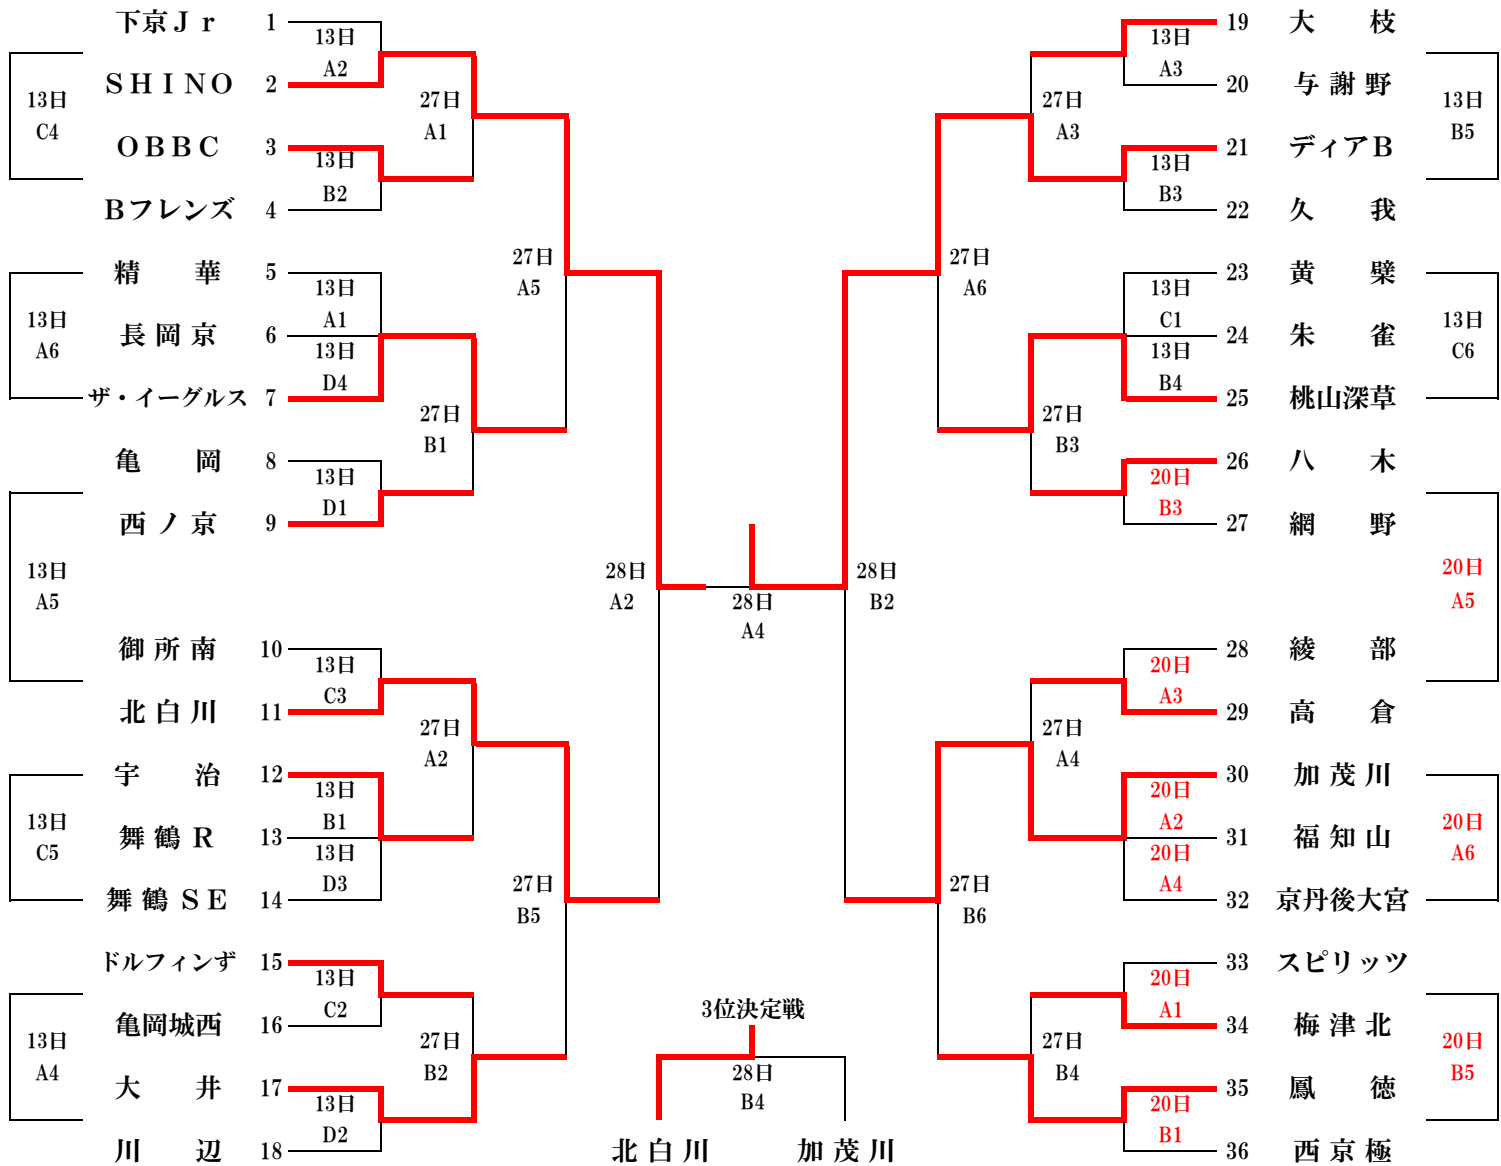 下京Ｊｒ 1
13日
A2
ＳＨＩＮＯ 2
27日
A1
13日
C4
ＯＢＢＣ 3
13日
B2
Ｂフレンズ 4
27日
A5
精　華 5
13日
A1
13日
A6
長岡京 6
13日
D4
ザ・イーグルス 7
27日
B1
亀　岡 8
13日
D1
西ノ京 9
13日
A5
28日
A2
御所南 10
13日
C3
北白川 11
27日
A2
宇　治 12
13日
B1
13日
C5
舞鶴Ｒ 13
13日
D3
舞鶴ＳＥ 14
27日
B5
ドルフィンず 15
13日
C2
亀岡城西 16
27日
B2
13日
A4
大　井 17
13日
D2
川　辺 18
28日
A4
3位決定戦
28日
B4
北白川
加茂川
19 大　枝
13日
A3
20 与謝野
27日
A3
13日
B5
21 ディアＢ
13日
B3
22 久　我
27日
A6
23 黄　檗
13日
C1
13日
C6
24 朱　雀
13日
B4
25 桃山深草
27日
B3
26 八　木
20日
B3
27 網　野
20日
A5
28日
B2
28 綾　部
20日
A3
29 高　倉
27日
A4
30 加茂川
20日
A2
20日
A6
31 福知山
20日
A4
32 京丹後大宮
27日
B6
33 スピリッツ
20日
A1
34 梅津北
27日
B4
20日
B5
35 鳳　徳
20日
B1
36 西京極